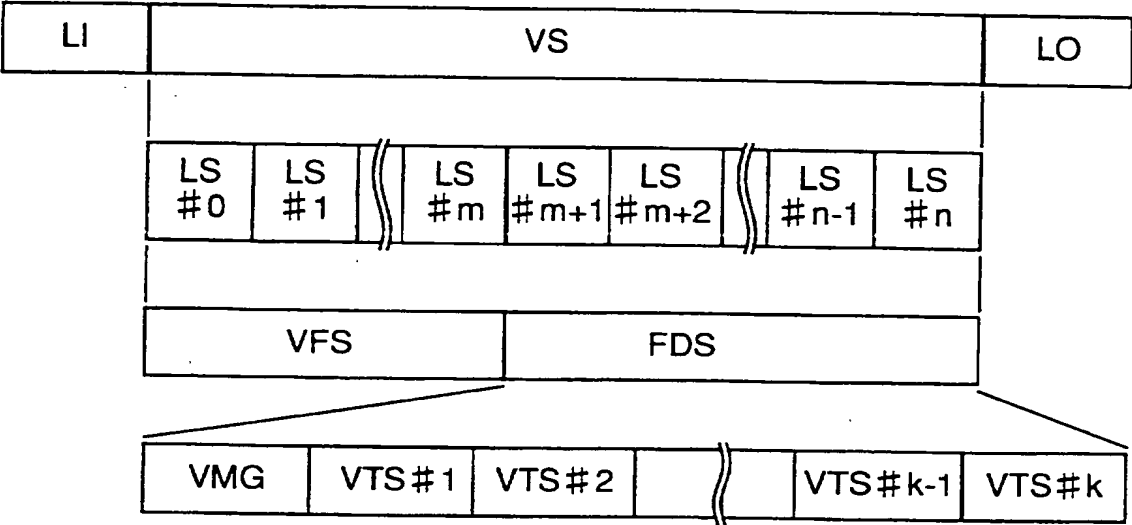 LI VS LO
LS LS LS LS LS LS LS
#0 #1 #m #m+1 #m+2 #n-1 #n
VFS FDS
VMG VTS#1 VTS#2 VTS#k-1 VTS#k